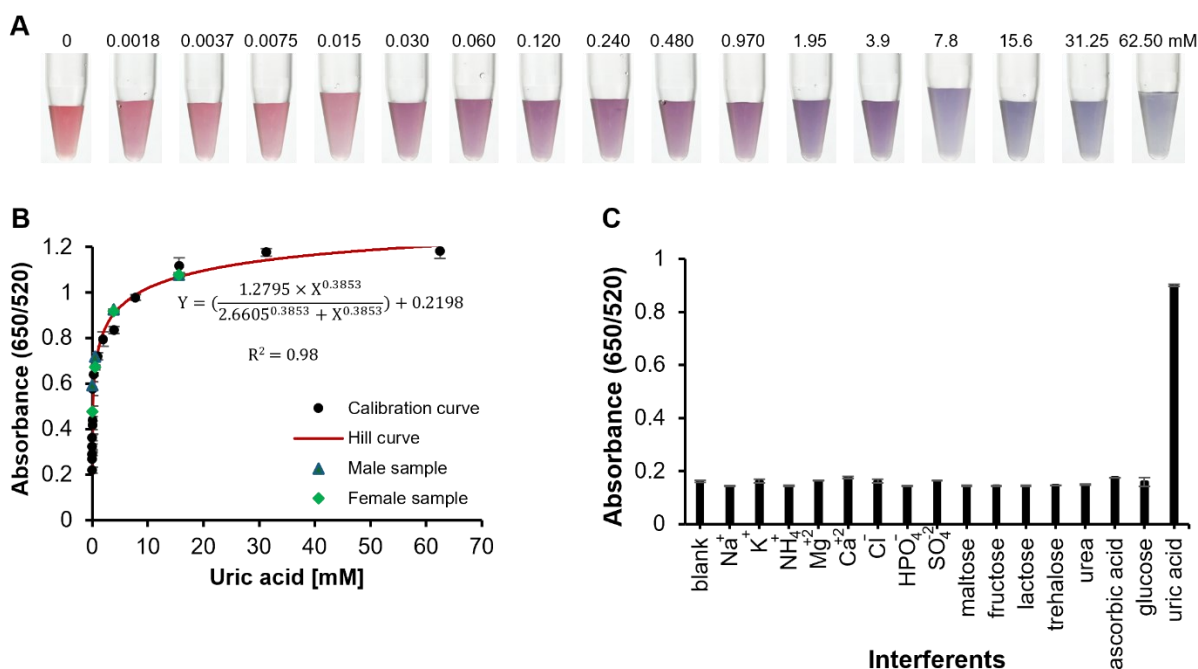 A
0 0.0018 0.0037 0.0075 0.015 0.030 0.060 0.120 0.240 0.480 0.970 1.95 3.9 7.8 15.6 31.25 62.50 mM
B
Absorbance (650/520)
1.2
1
0.8
0.6
0.4
0.2
0
Y = (1.2795 × X^0.3853 / 2.6605^0.3853 + X^0.3853) + 0.2198
R² = 0.98
Calibration curve
Hill curve
Male sample
Female sample
0 10 20 30 40 50 60 70
Uric acid [mM]
C
Absorbance (650/520)
1
0.8
0.6
0.4
0.2
0
blank
Na⁺
K⁺
NH₄⁺
Mg⁺²
Ca⁺²
Cl⁻
HPO₄⁻
SO₄⁻²
maltose
fructose
lactose
trehalose
urea
ascorbic acid
glucose
uric acid
Interferents